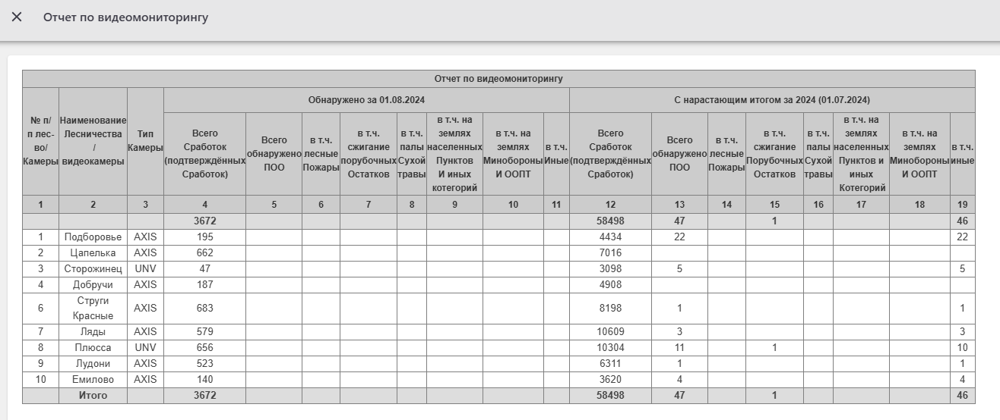 Отчет по видеомониторингу
Отчет по видеомониторингу
№ п/п лес-во/Камеры Наименование Лесничества / видеокамеры Тип Камеры Обнаружено за 01.08.2024 С нарастающим итогом за 2024 (01.07.2024)
Всего Сработок (подтверждённых Сработок) Всего обнаружено ПОО в т.ч. лесные Пожары в т.ч. сжигание порубочных Остатков в т.ч. палы Сухой травы в т.ч. на землях населенных Пунктов И иных котегорий в т.ч. на землях Минобороны И ООПТ в т.ч. Иные Всего Сработок (подтверждённых Сработок) Всего обнаружено ПОО в т.ч. лесные Пожары в т.ч. сжигание Порубочных Остатков в т.ч. палы Сухой травы в т.ч. на землях населенных Пунктов и иных Котегорий в т.ч. на землях Минобороны И ООПТ в т.ч. иные
1 2 3 4 5 6 7 8 9 10 11 12 13 14 15 16 17 18 19
3672 58498 47 1 46
1 Подборовье AXIS 195 4434 22 22
2 Цапелька AXIS 662 7016
3 Сторожинец UNV 47 3098 5 5
4 Добручи AXIS 187 4908
6 Струги Красные AXIS 683 8198 1 1
7 Ляды AXIS 579 10609 3 3
8 Плюсса UNV 656 10304 11 1 10
9 Лудони AXIS 523 6311 1 1
10 Емилово AXIS 140 3620 4 4
Итого 3672 58498 47 1 46